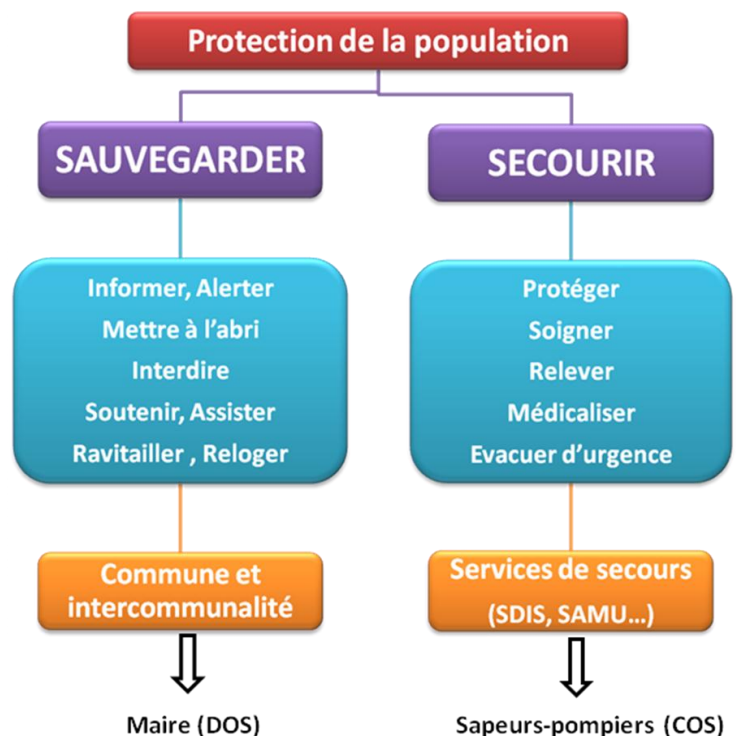 Protection de la population
SAUVEGARDER
SECOURIR
Informer, Alerter
Mettre à l'abri
Interdire
Soutenir, Assister
Ravitailler , Reloger
Protéger
Soigner
Relever
Médicaliser
Evacuer d'urgence
Commune et
intercommunalité
Services de secours
(SDIS, SAMU...)
Maire (DOS)
Sapeurs-pompiers (COS)